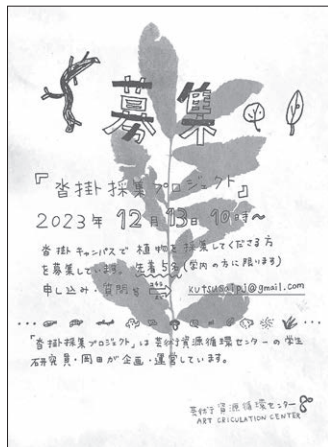 募集
『沓掛採集プロジェクト』
2023年 12月13日 10時〜
沓掛キャンパスで 植物を採集してくださる方
を募集しています。先着5名(学内の方に限ります)
申し込み・質問
kutsussipi@gmail.com
「沓掛採集プロジェクト」は芸術資源循環センターの学生
研究員・岡田が企画・運営しています。
芸術資源循環センター
ART CIRCULATION CENTER